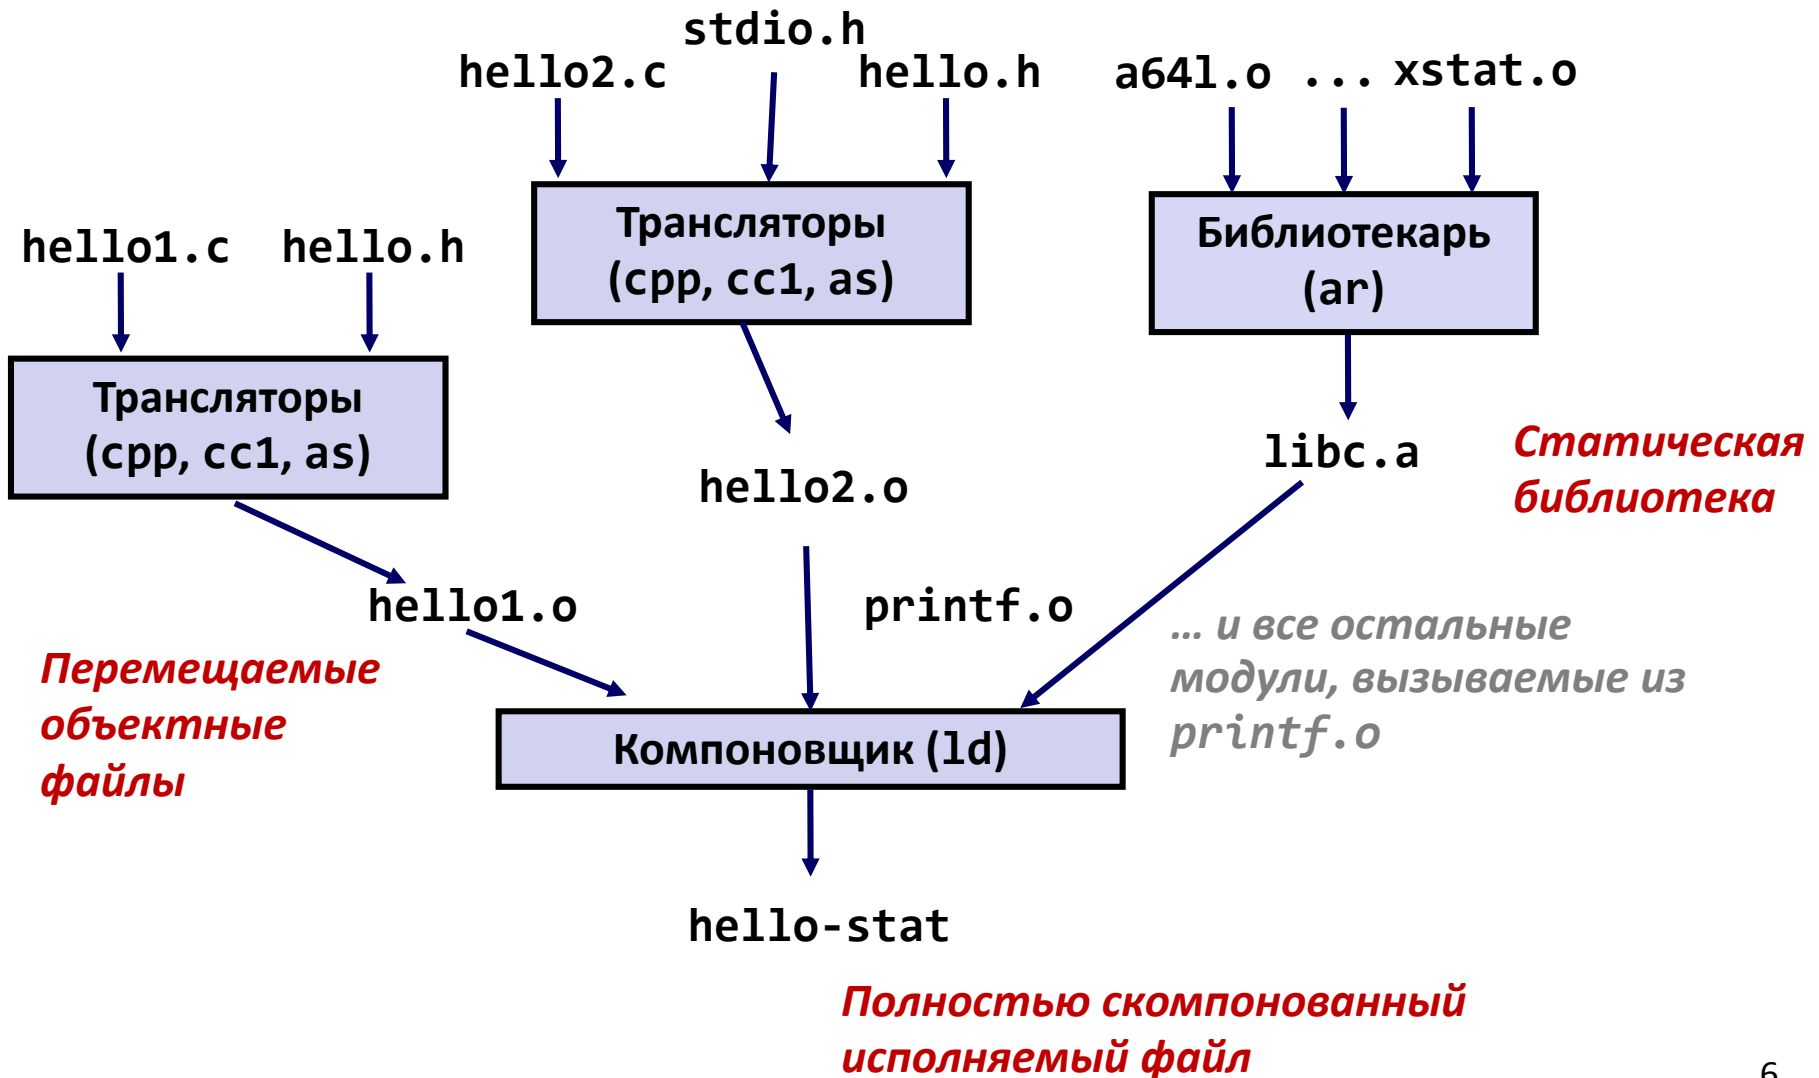 stdio.h
hello2.c
hello.h
a64l.o ... xstat.o
Трансляторы
(cpp, cc1, as)
Библиотекарь
(ar)
hello1.c hello.h
Трансляторы
(cpp, cc1, as)
hello2.o
libc.a
Статическая
библиотека
hello1.o
printf.o
… и все остальные
модули, вызываемые из
printf.o
Перемещаемые
объектные
файлы
Компоновщик (ld)
hello-stat
Полностью скомпонованный
исполняемый файл
6